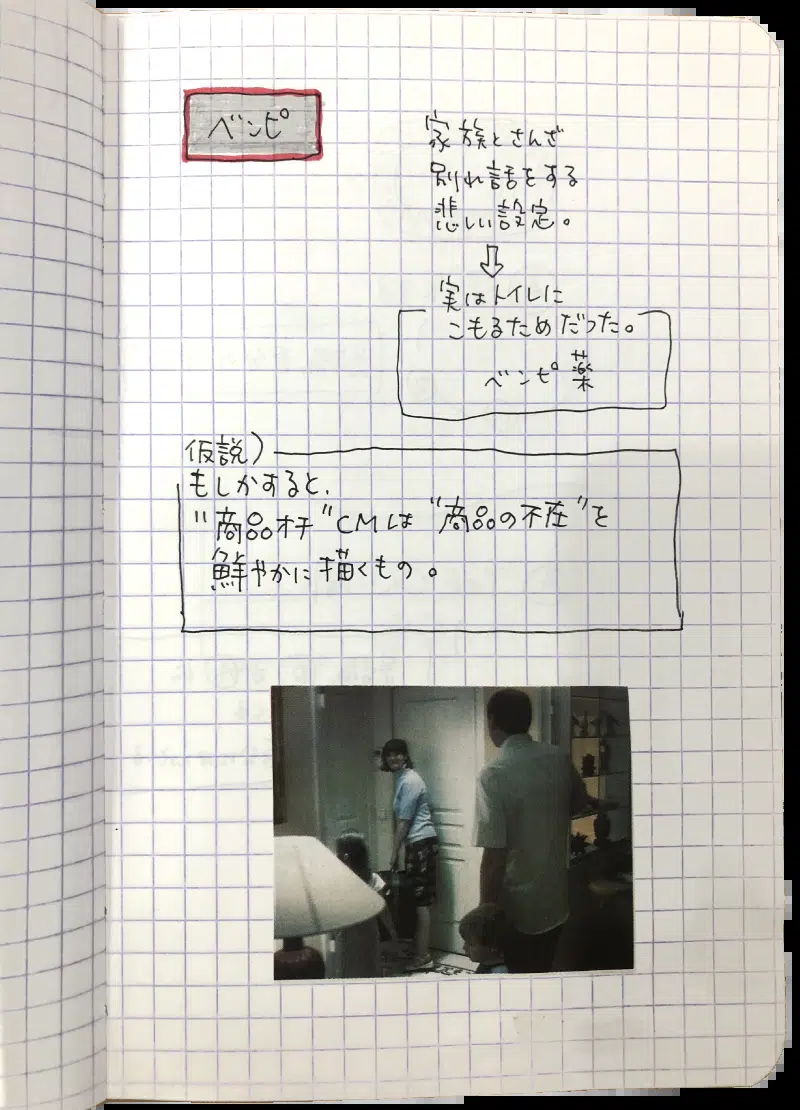 ベンピ
家族とさんざ
別れ話をする
悲しい設定。
⇩
実はトイレに
こもるためだった。
ベンピ薬
仮説)
もしかすると、
"商品オチ"CMは"商品の不在"を
鮮やかに描くもの。